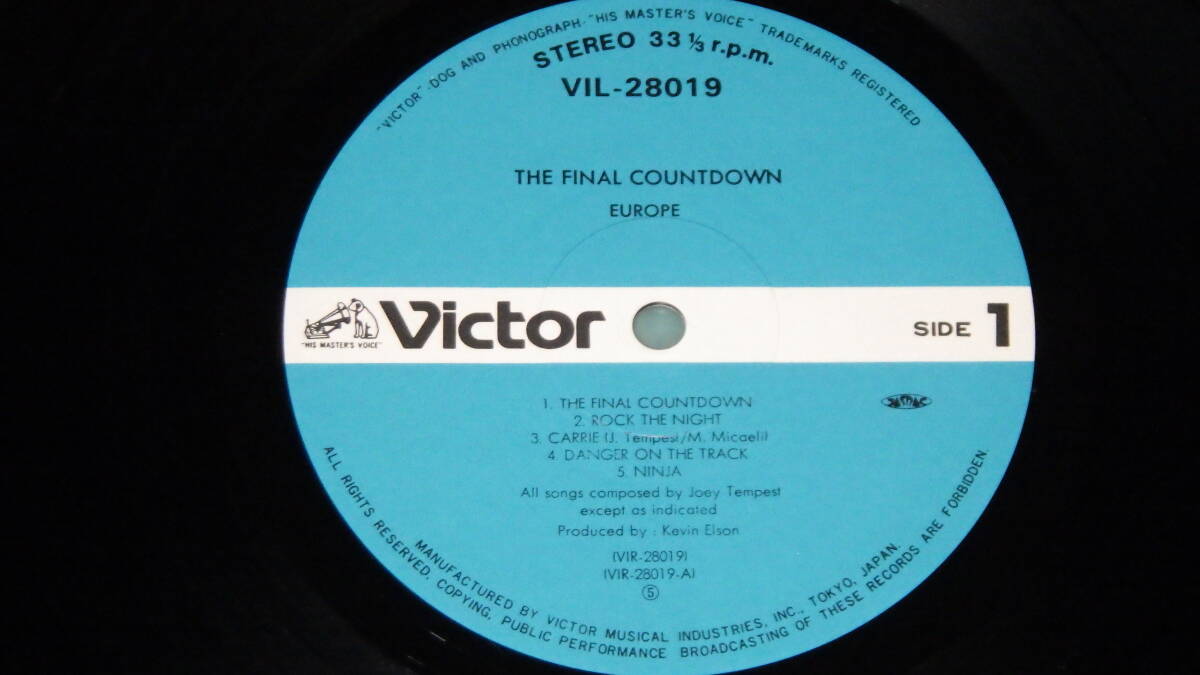 "VICTOR"-DOG AND PHONOGRAPH-"HIS MASTER'S VOICE" TRADEMARKS REGISTERED
STEREO 33 ⅓ r.p.m.
VIL-28019
THE FINAL COUNTDOWN
EUROPE
"HIS MASTER'S VOICE"
Victor
SIDE 1
1. THE FINAL COUNTDOWN
2. ROCK THE NIGHT
3. CARRIE (J. Tempest/M. Micaeli)
4. DANGER ON THE TRACK
5. NINJA
JASRAC
All songs composed by Joey Tempest
except as indicated
Produced by : Kevin Elson
(VIR-28019)
(VIR-28019-A)
⑤
MANUFACTURED BY VICTOR MUSICAL INDUSTRIES, INC., TOKYO, JAPAN.
ALL RIGHTS RESERVED. COPYING, PUBLIC PERFORMANCE BROADCASTING OF THESE RECORDS ARE FORBIDDEN.